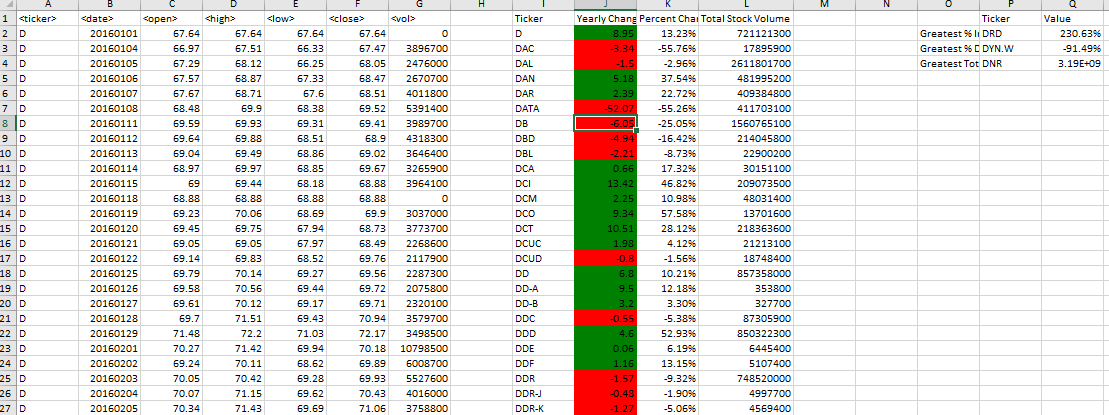 A B C D E F G H I J K L M N O P Q
1 <ticker> <date> <open> <high> <low> <close> <vol> Ticker Yearly Chang Percent Chan Total Stock Volume Ticker Value
2 D 20160101 67.64 67.64 67.64 67.64 0 D 8.95 13.23% 721121300 Greatest % I DRD 230.63%
3 D 20160104 66.97 67.51 66.33 67.47 3896700 DAC -3.34 -55.76% 17895900 Greatest % D DYN.W -91.49%
4 D 20160105 67.29 68.12 66.25 68.05 2476000 DAL -1.5 -2.96% 2611801700 Greatest Tot DNR 3.19E+09
5 D 20160106 67.57 68.87 67.33 68.47 2670700 DAN 5.18 37.54% 481995200
6 D 20160107 67.67 68.71 67.6 68.51 4011800 DAR 2.39 22.72% 409384800
7 D 20160108 68.48 69.9 68.38 69.52 5391400 DATA -52.07 -55.26% 411703100
8 D 20160111 69.59 69.93 69.31 69.41 3989700 DB -6.05 -25.05% 1560765100
9 D 20160112 69.64 69.88 68.51 68.9 4318300 DBD -4.94 -16.42% 214045800
10 D 20160113 69.04 69.49 68.86 69.02 3646400 DBL -2.21 -8.73% 22900200
11 D 20160114 68.97 69.97 68.85 69.67 3265900 DCA 0.66 17.32% 30151100
12 D 20160115 69 69.44 68.18 68.88 3964100 DCI 13.42 46.82% 209073500
13 D 20160118 68.88 68.88 68.88 68.88 0 DCM 2.25 10.98% 48031400
14 D 20160119 69.23 70.06 68.69 69.9 3037000 DCO 9.34 57.58% 13701600
15 D 20160120 69.45 69.75 67.94 68.73 3773700 DCT 10.51 28.12% 218363600
16 D 20160121 69.05 69.05 67.97 68.49 2268600 DCUC 1.98 4.12% 21213100
17 D 20160122 69.14 69.83 68.52 69.76 2117900 DCUD -0.8 -1.56% 18748400
18 D 20160125 69.79 70.14 69.27 69.56 2287300 DD 6.8 10.21% 857358000
19 D 20160126 69.58 70.56 69.44 69.72 2075800 DD-A 9.5 12.18% 353800
20 D 20160127 69.61 70.12 69.17 69.71 2320100 DD-B 3.2 3.30% 327700
21 D 20160128 69.7 71.51 69.43 70.94 3579700 DDC -0.55 -5.38% 87305900
22 D 20160129 71.48 72.2 71.03 72.17 3498500 DDD 4.6 52.93% 850322300
23 D 20160201 70.27 71.42 69.94 70.18 10798500 DDE 0.06 6.19% 6445400
24 D 20160202 69.24 70.11 68.62 69.89 6008700 DDF 1.16 13.15% 5107400
25 D 20160203 70.05 70.42 69.28 69.93 5527600 DDR -1.57 -9.32% 748520000
26 D 20160204 70.07 71.15 69.62 70.43 4016000 DDR-J -0.48 -1.90% 4997700
27 D 20160205 70.34 71.43 69.69 71.06 3758800 DDR-K -1.27 -5.06% 4569400